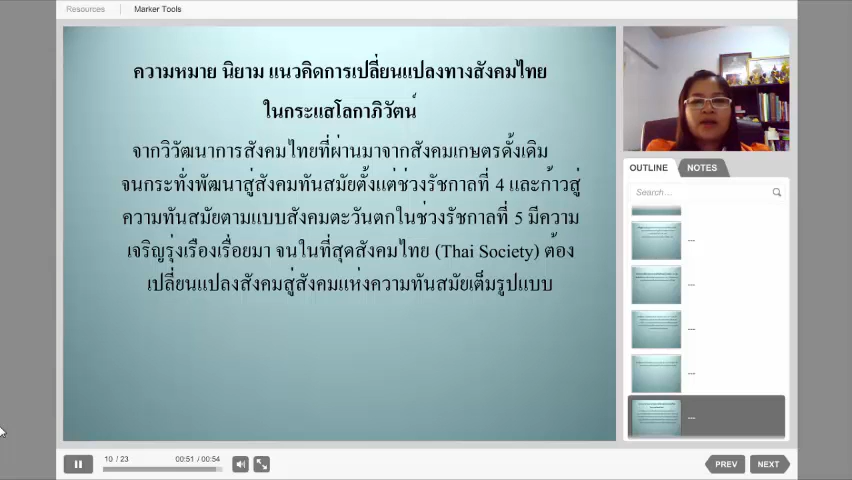 Resources
Marker Tools
ความหมาย นิยาม แนวคิดการเปลี่ยนแปลงทางสังคมไทย
ในกระแสโลกาภิวัตน์
จากวิวัฒนาการสังคมไทยที่ผ่านมาจากสังคมเกษตรดั้งเดิม
จนกระทั่งพัฒนาสู่สังคมทันสมัยตั้งแต่ช่วงรัชกาลที่ 4 และก้าวสู่
ความทันสมัยตามแบบสังคมตะวันตกในช่วงรัชกาลที่ 5 มีความ
เจริญรุ่งเรืองเรื่อยมา จนในที่สุดสังคมไทย (Thai Society) ต้อง
เปลี่ยนแปลงสังคมสู่สังคมแห่งความทันสมัยเต็มรูปแบบ
OUTLINE
NOTES
Search...
...
...
...
...
...
10 / 23
00:51 / 00:54
PREV
NEXT